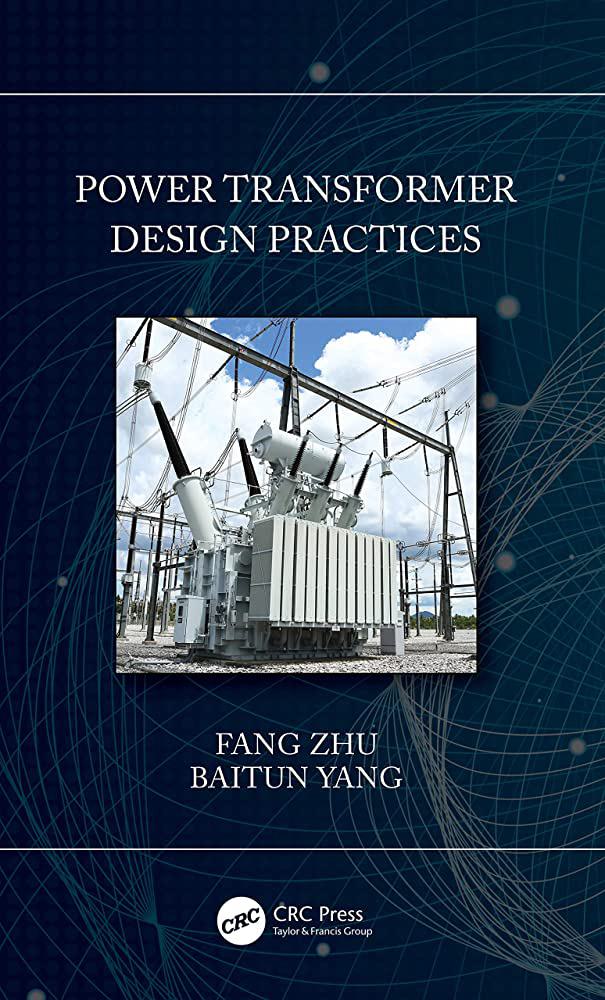 POWER TRANSFORMER
DESIGN PRACTICES
FANG ZHU
BAITUN YANG
CRC
CRC Press
Taylor & Francis Group